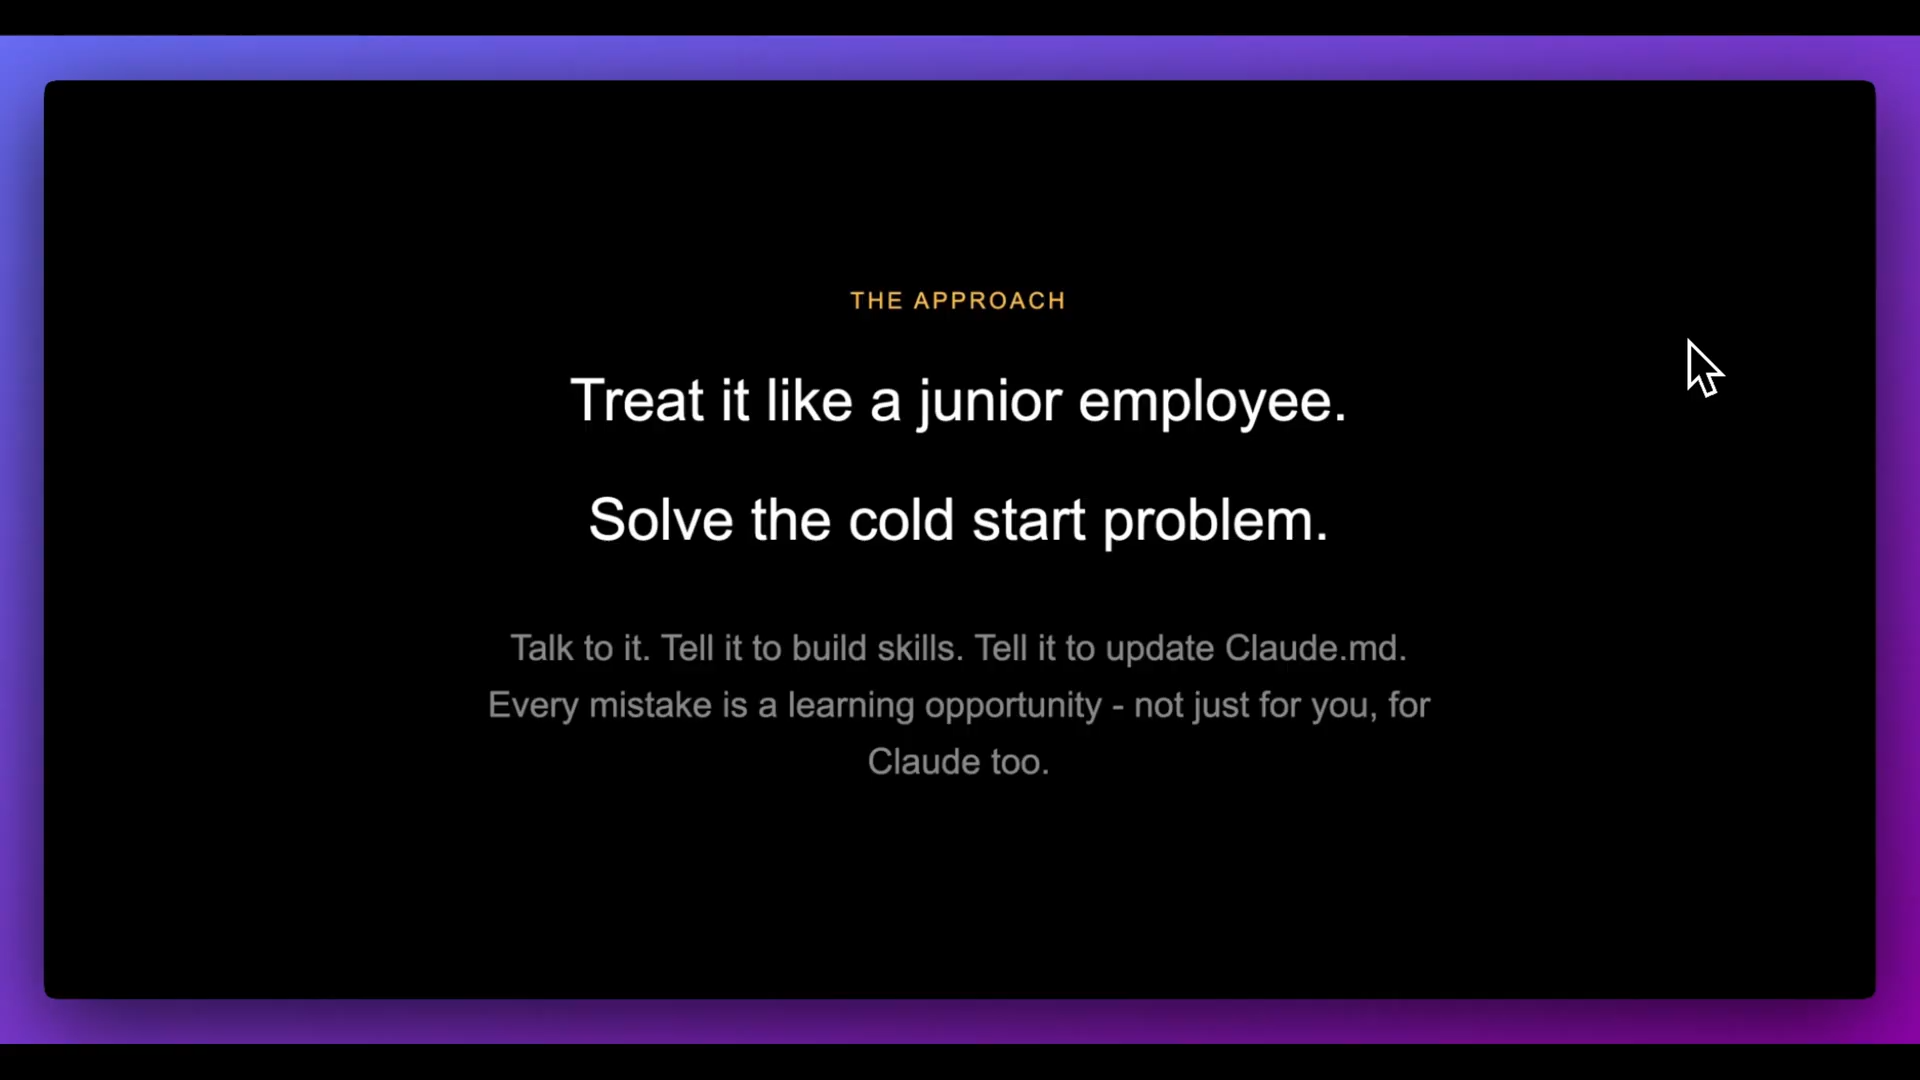 THE APPROACH
Treat it like a junior employee.
Solve the cold start problem.
Talk to it. Tell it to build skills. Tell it to update Claude.md.
Every mistake is a learning opportunity - not just for you, for
Claude too.